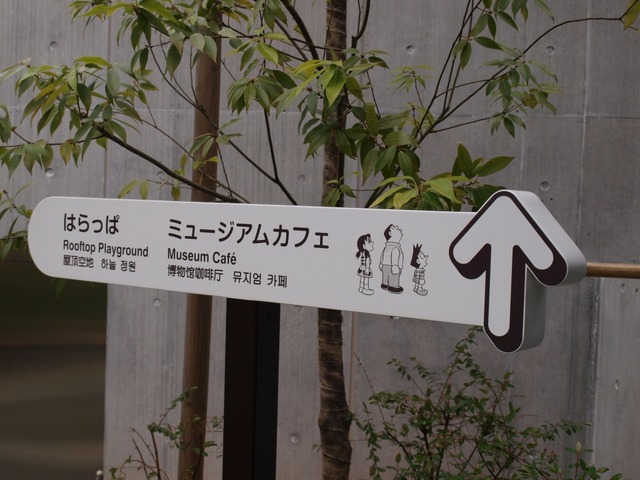 はらっぱ
Rooftop Playground
屋顶空地 하늘 정원
ミュージアムカフェ
Museum Café
博物馆咖啡厅 뮤지엄 카페